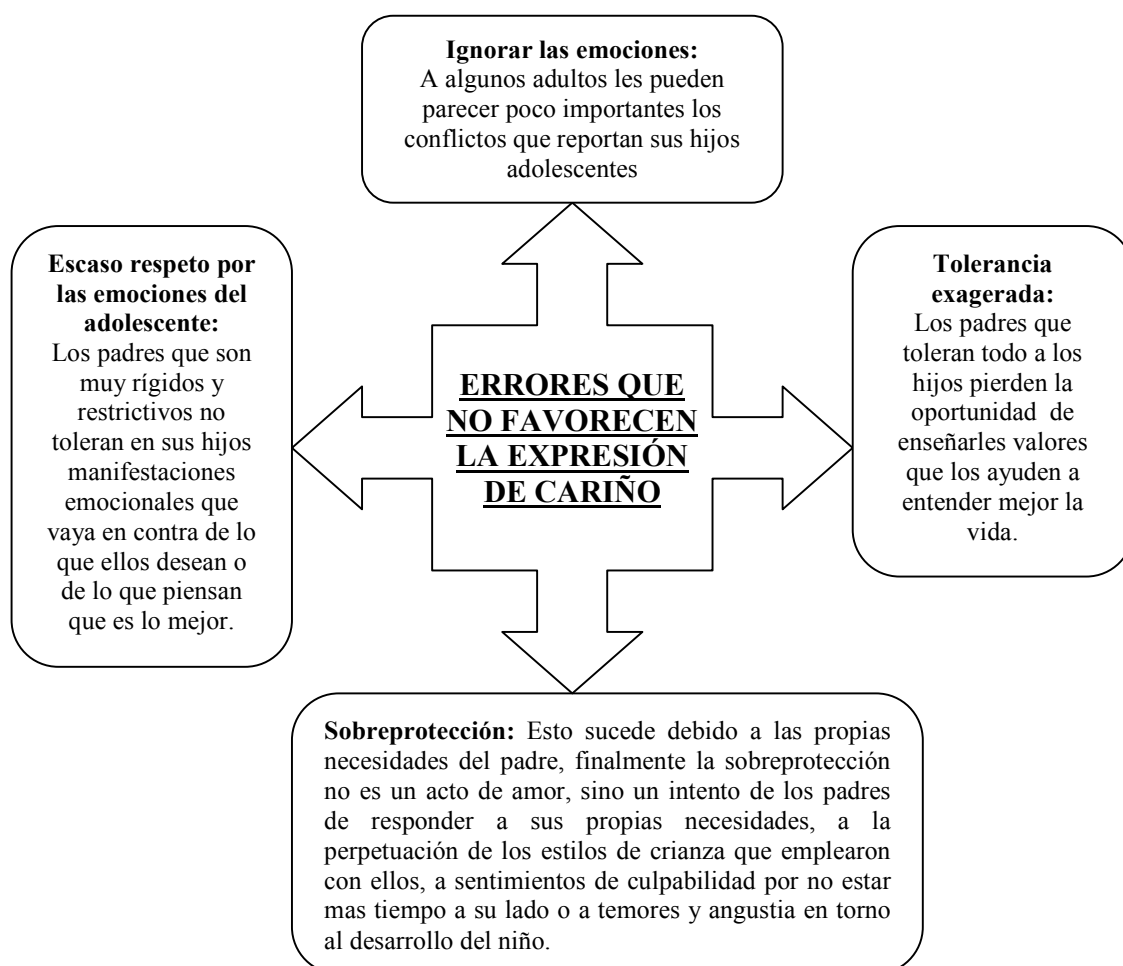 Ignorar las emociones:
A algunos adultos les pueden
parecer poco importantes los
conflictos que reportan sus hijos
adolescentes
Escaso respeto por
las emociones del
adolescente:
Los padres que son
muy rígidos y
restrictivos no
toleran en sus hijos
manifestaciones
emocionales que
vaya en contra de lo
que ellos desean o
de lo que piensan
que es lo mejor.
ERRORES QUE
NO FAVORECEN
LA EXPRESIÓN
DE CARIÑO
Tolerancia
exagerada:
Los padres que
toleran todo a los
hijos pierden la
oportunidad de
enseñarles valores
que los ayuden a
entender mejor la
vida.
Sobreprotección: Esto sucede debido a las propias
necesidades del padre, finalmente la sobreprotección
no es un acto de amor, sino un intento de los padres
de responder a sus propias necesidades, a la
perpetuación de los estilos de crianza que emplearon
con ellos, a sentimientos de culpabilidad por no estar
mas tiempo a su lado o a temores y angustia en torno
al desarrollo del niño.